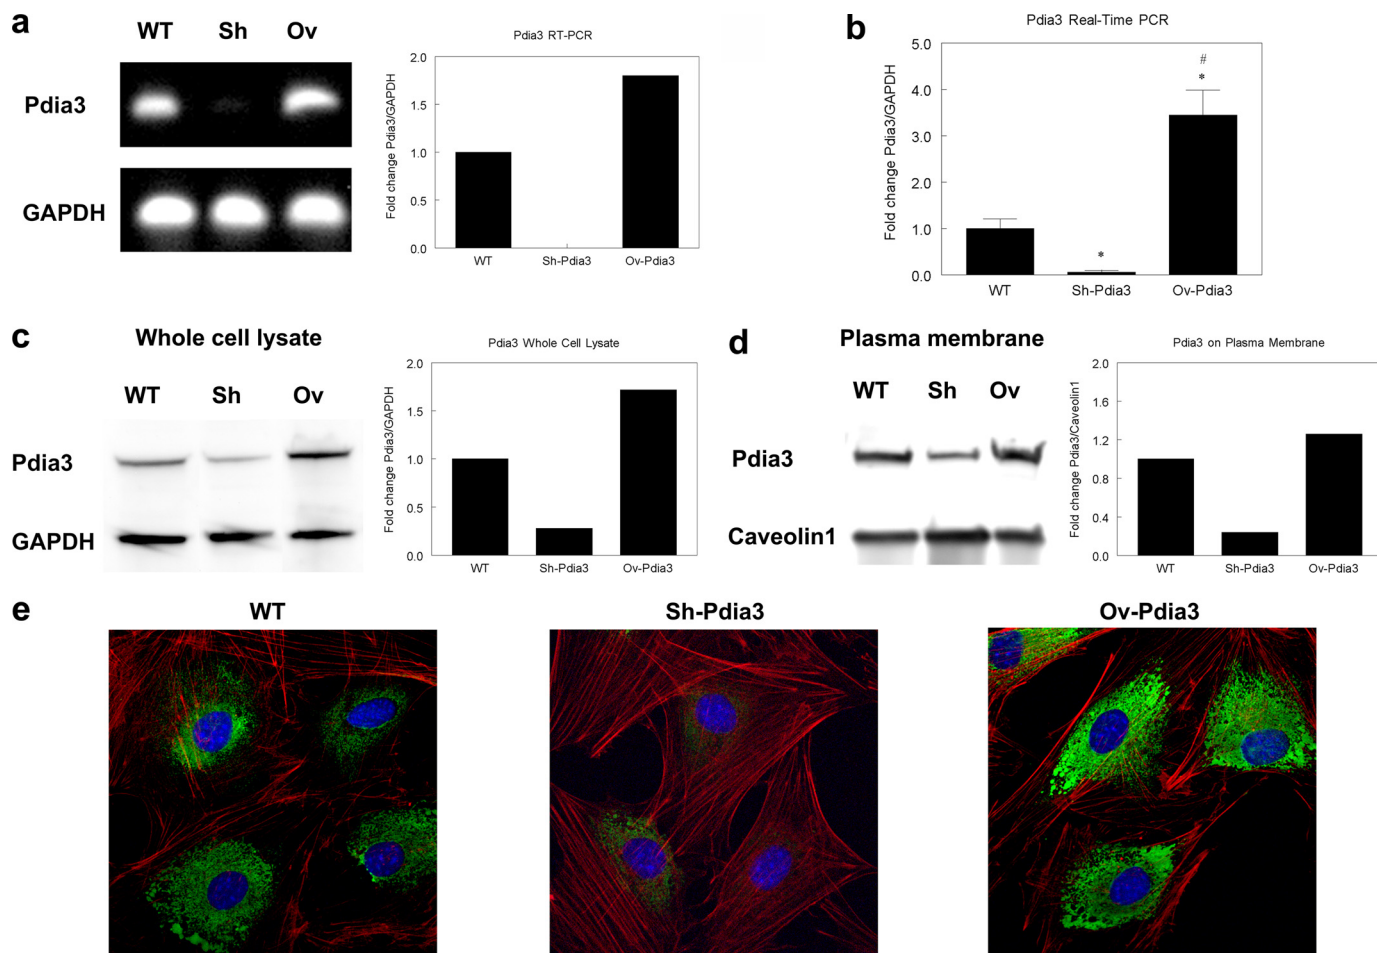 a
WT Sh Ov
Pdia3
GAPDH
Pdia3 RT-PCR
Fold change Pdia3/GAPDH
2.0
1.5
1.0
0.5
0.0
WT Sh-Pdia3 Ov-Pdia3
b
Pdia3 Real-Time PCR
Fold change Pdia3/GAPDH
5.0
4.0
3.0
2.0
1.0
0.0
*
#
*
WT Sh-Pdia3 Ov-Pdia3
c
Whole cell lysate
WT Sh Ov
Pdia3
GAPDH
Pdia3 Whole Cell Lysate
Fold change Pdia3/GAPDH
2.0
1.5
1.0
0.5
0.0
WT Sh-Pdia3 Ov-Pdia3
d
Plasma membrane
WT Sh Ov
Pdia3
Caveolin1
Pdia3 on Plasma Membrane
Fold change Pdia3/Caveolin1
2.0
1.6
1.2
0.8
0.4
0.0
WT Sh-Pdia3 Ov-Pdia3
e
WT Sh-Pdia3 Ov-Pdia3